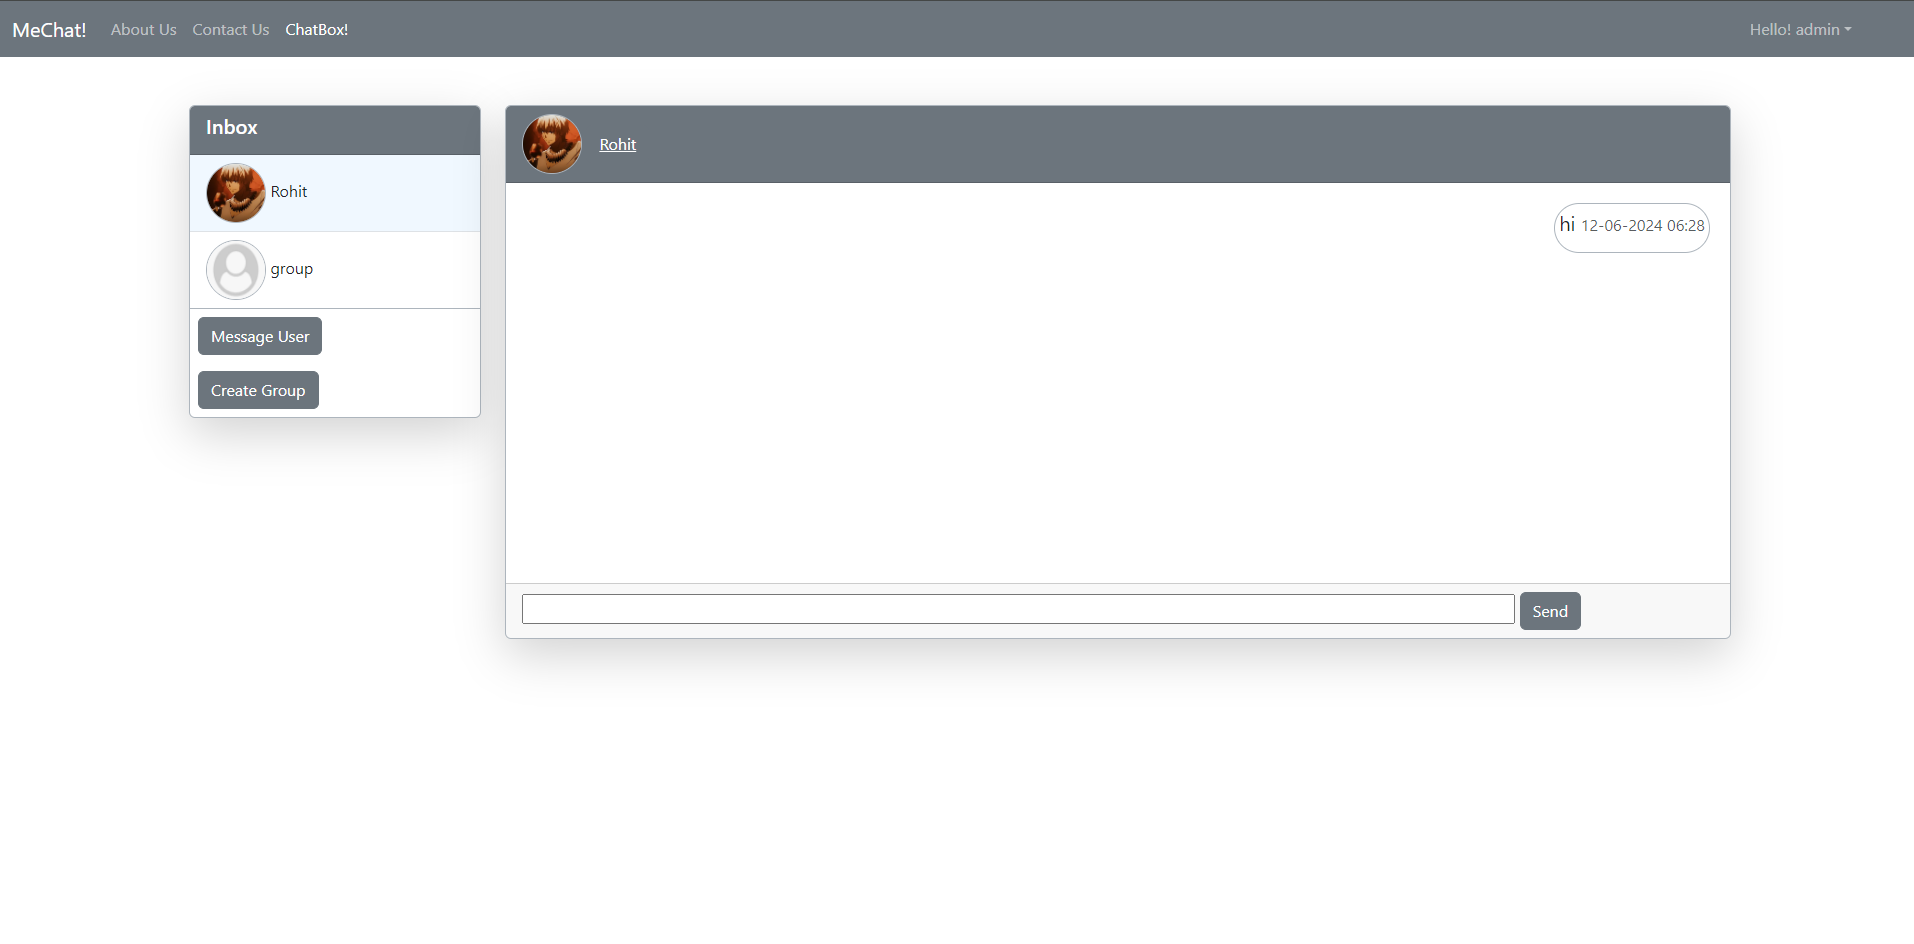 MeChat! About Us Contact Us ChatBox! Hello! admin
Inbox
Rohit
group
Message User
Create Group
Rohit
hi 12-06-2024 06:28
Send